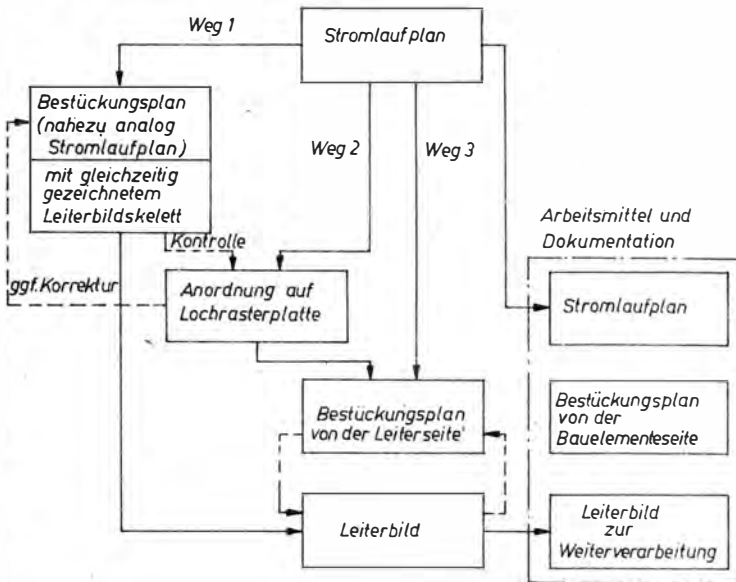 Weg 1
Stromlaufplan
Bestückungsplan
(nahezu analog
Stromlaufplan)
mit gleichzeitig
gezeichnetem
Leiterbildskelett
Weg 2
Weg 3
Kontrolle
ggf. Korrektur
Anordnung auf
Lochrasterplatte
Bestückungsplan
von der Leiterseite
Leiterbild
Arbeitsmittel und
Dokumentation
Stromlaufplan
Bestückungsplan
von der
Bauelementeseite
Leiterbild
zur
Weiterverarbeitung